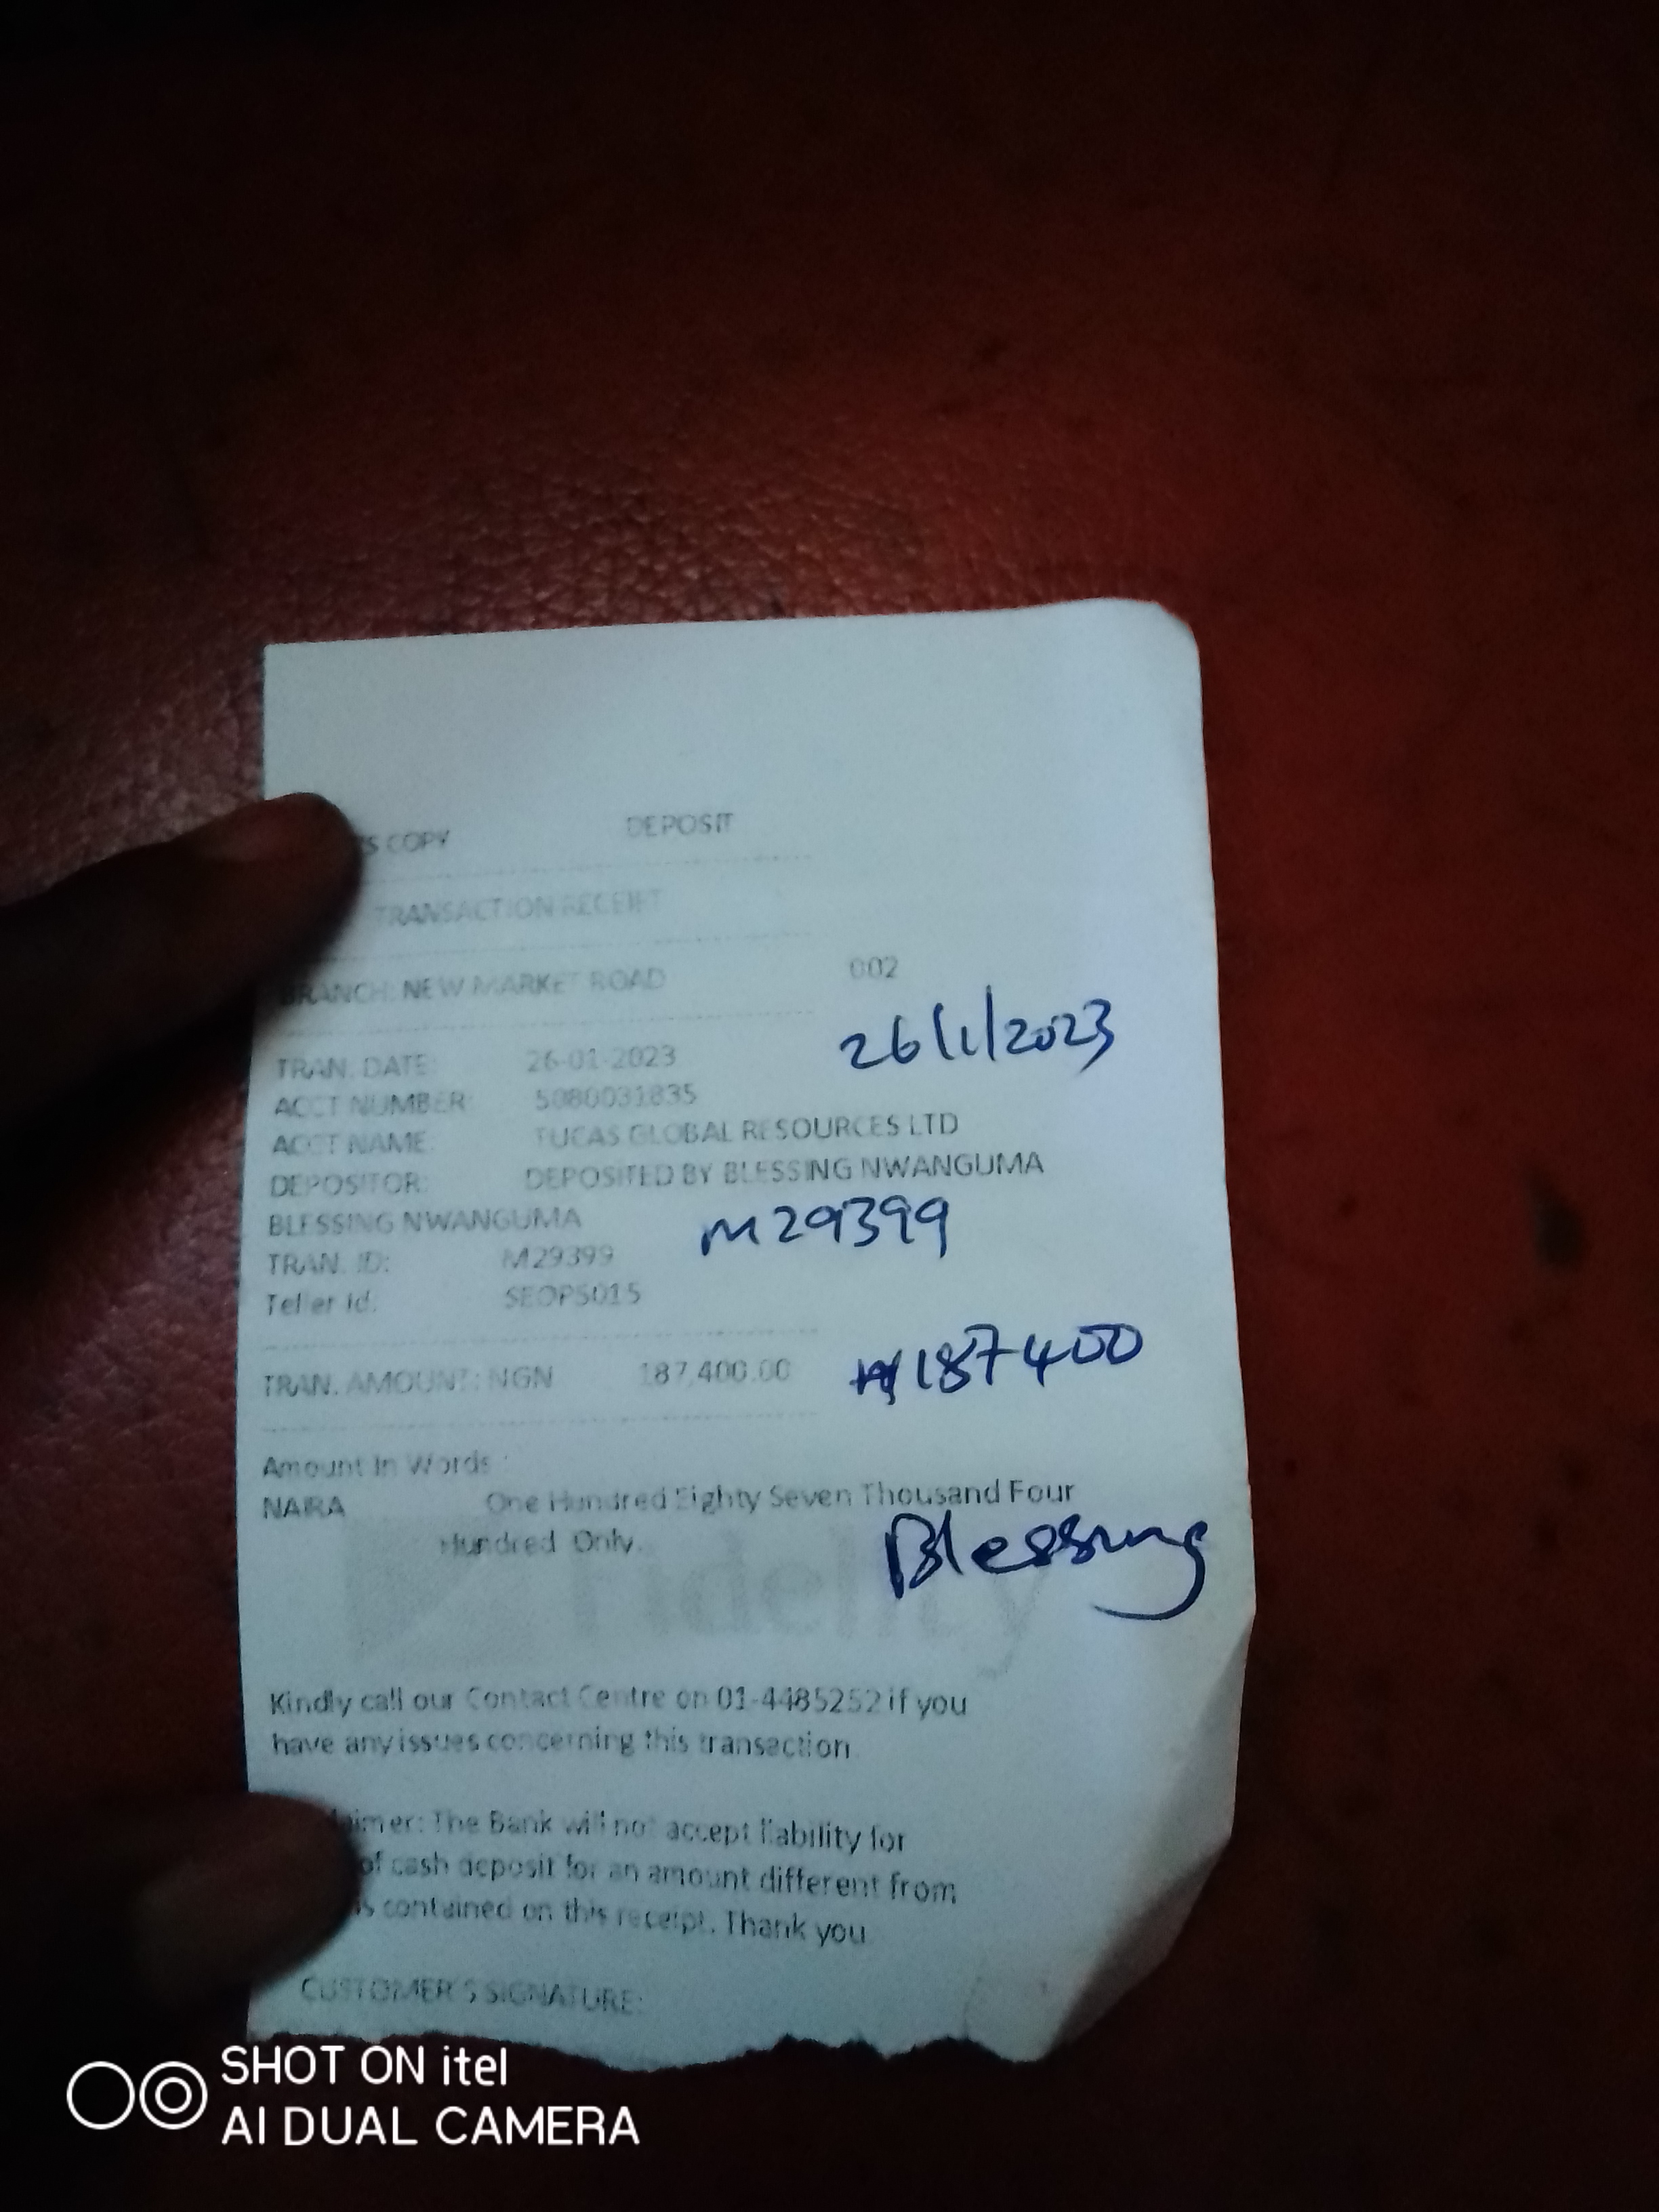 S COPY DEPOSIT
TRANSACTION RECEIPT
BRANCH: NEW MARKET ROAD 002
26/1/2023
TRAN. DATE: 26-01-2023
ACCT NUMBER: 5080031835
ACCT NAME: TUCAS GLOBAL RESOURCES LTD
DEPOSITOR: DEPOSITED BY BLESSING NWANGUMA
BLESSING NWANGUMA
M29399
TRAN. ID: M29399
Teller Id. SEOPS015
TRAN. AMOUNT: NGN 187,400.00 ₦187400
Amount In Words :
NAIRA One Hundred Eighty Seven Thousand Four
Hundred Only.
Blessing
Fidelity
Kindly call our Contact Centre on 01-4485252 if you
have any issues concerning this transaction
laimer: The Bank will not accept liability for
of cash deposit for an amount different from
is contained on this receipt. Thank you
CUSTOMER'S SIGNATURE:
SHOT ON itel
AI DUAL CAMERA